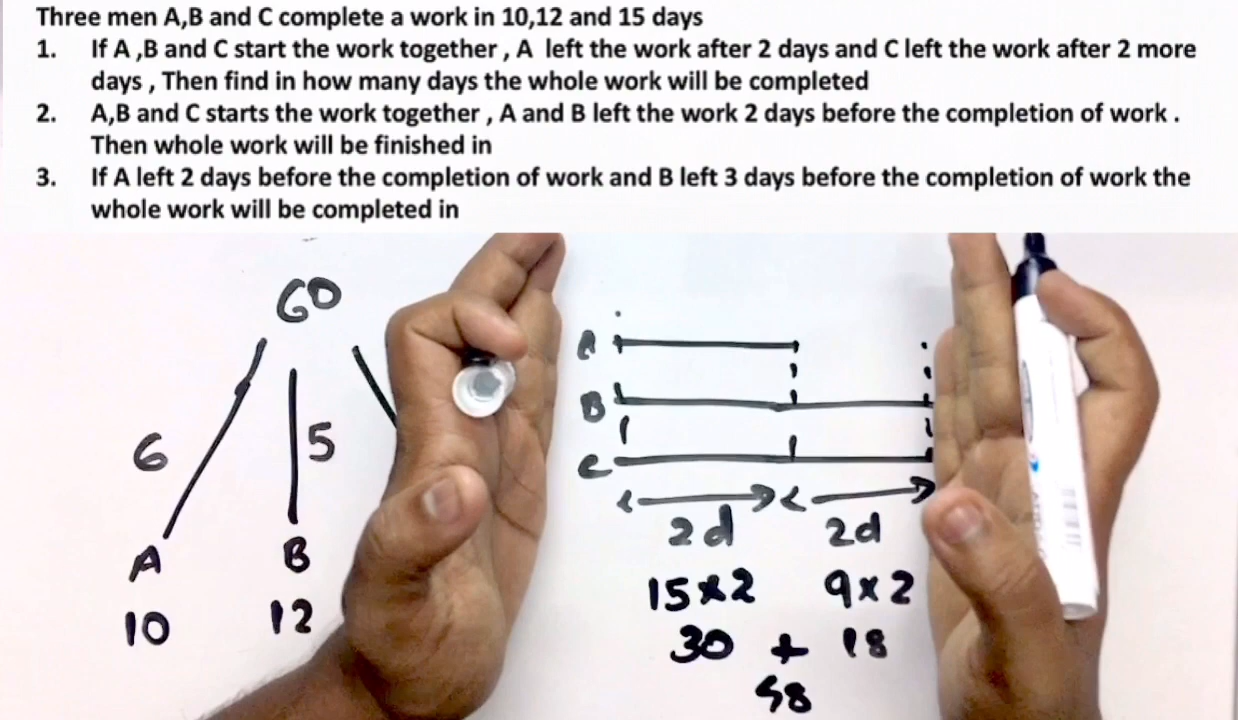 Three men A,B and C complete a work in 10,12 and 15 days
1. If A ,B and C start the work together , A left the work after 2 days and C left the work after 2 more
days , Then find in how many days the whole work will be completed
2. A,B and C starts the work together , A and B left the work 2 days before the completion of work .
Then whole work will be finished in
3. If A left 2 days before the completion of work and B left 3 days before the completion of work the
whole work will be completed in
60
A
B
6 5
C
2d 2d
A B
15x2 9x2
10 12
30 + 18
48